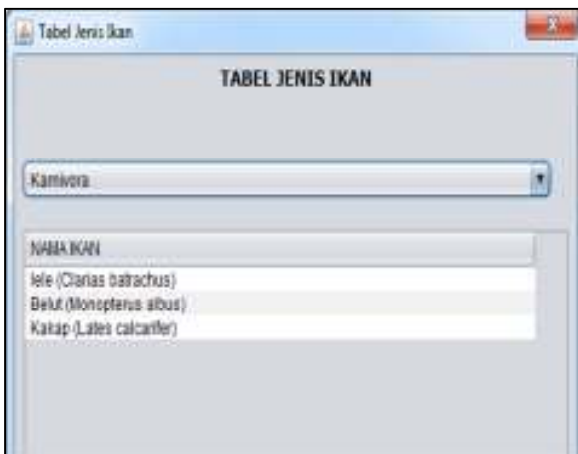 Tabel Jenis Ikan
TABEL JENIS IKAN
Karnivora
NAMA IKAN
lele (Clarias batrachus)
Belut (Monopterus albus)
Kakap (Lates calcarifer)